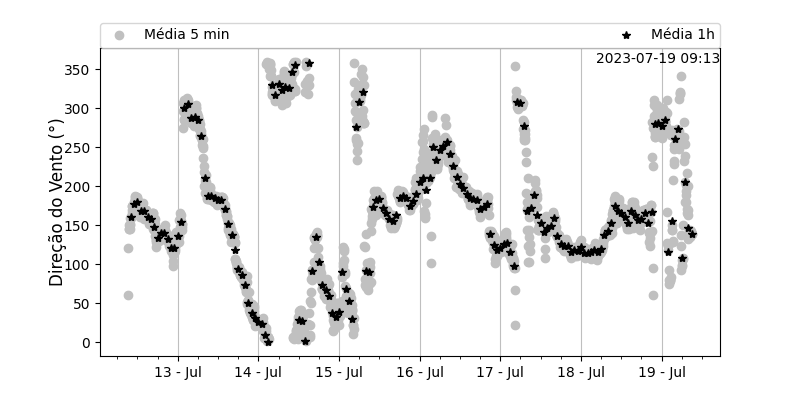 Média 5 min
Média 1h
2023-07-19 09:13
Direção do Vento (°)
350
300
250
200
150
100
50
0
13 - Jul
14 - Jul
15 - Jul
16 - Jul
17 - Jul
18 - Jul
19 - Jul